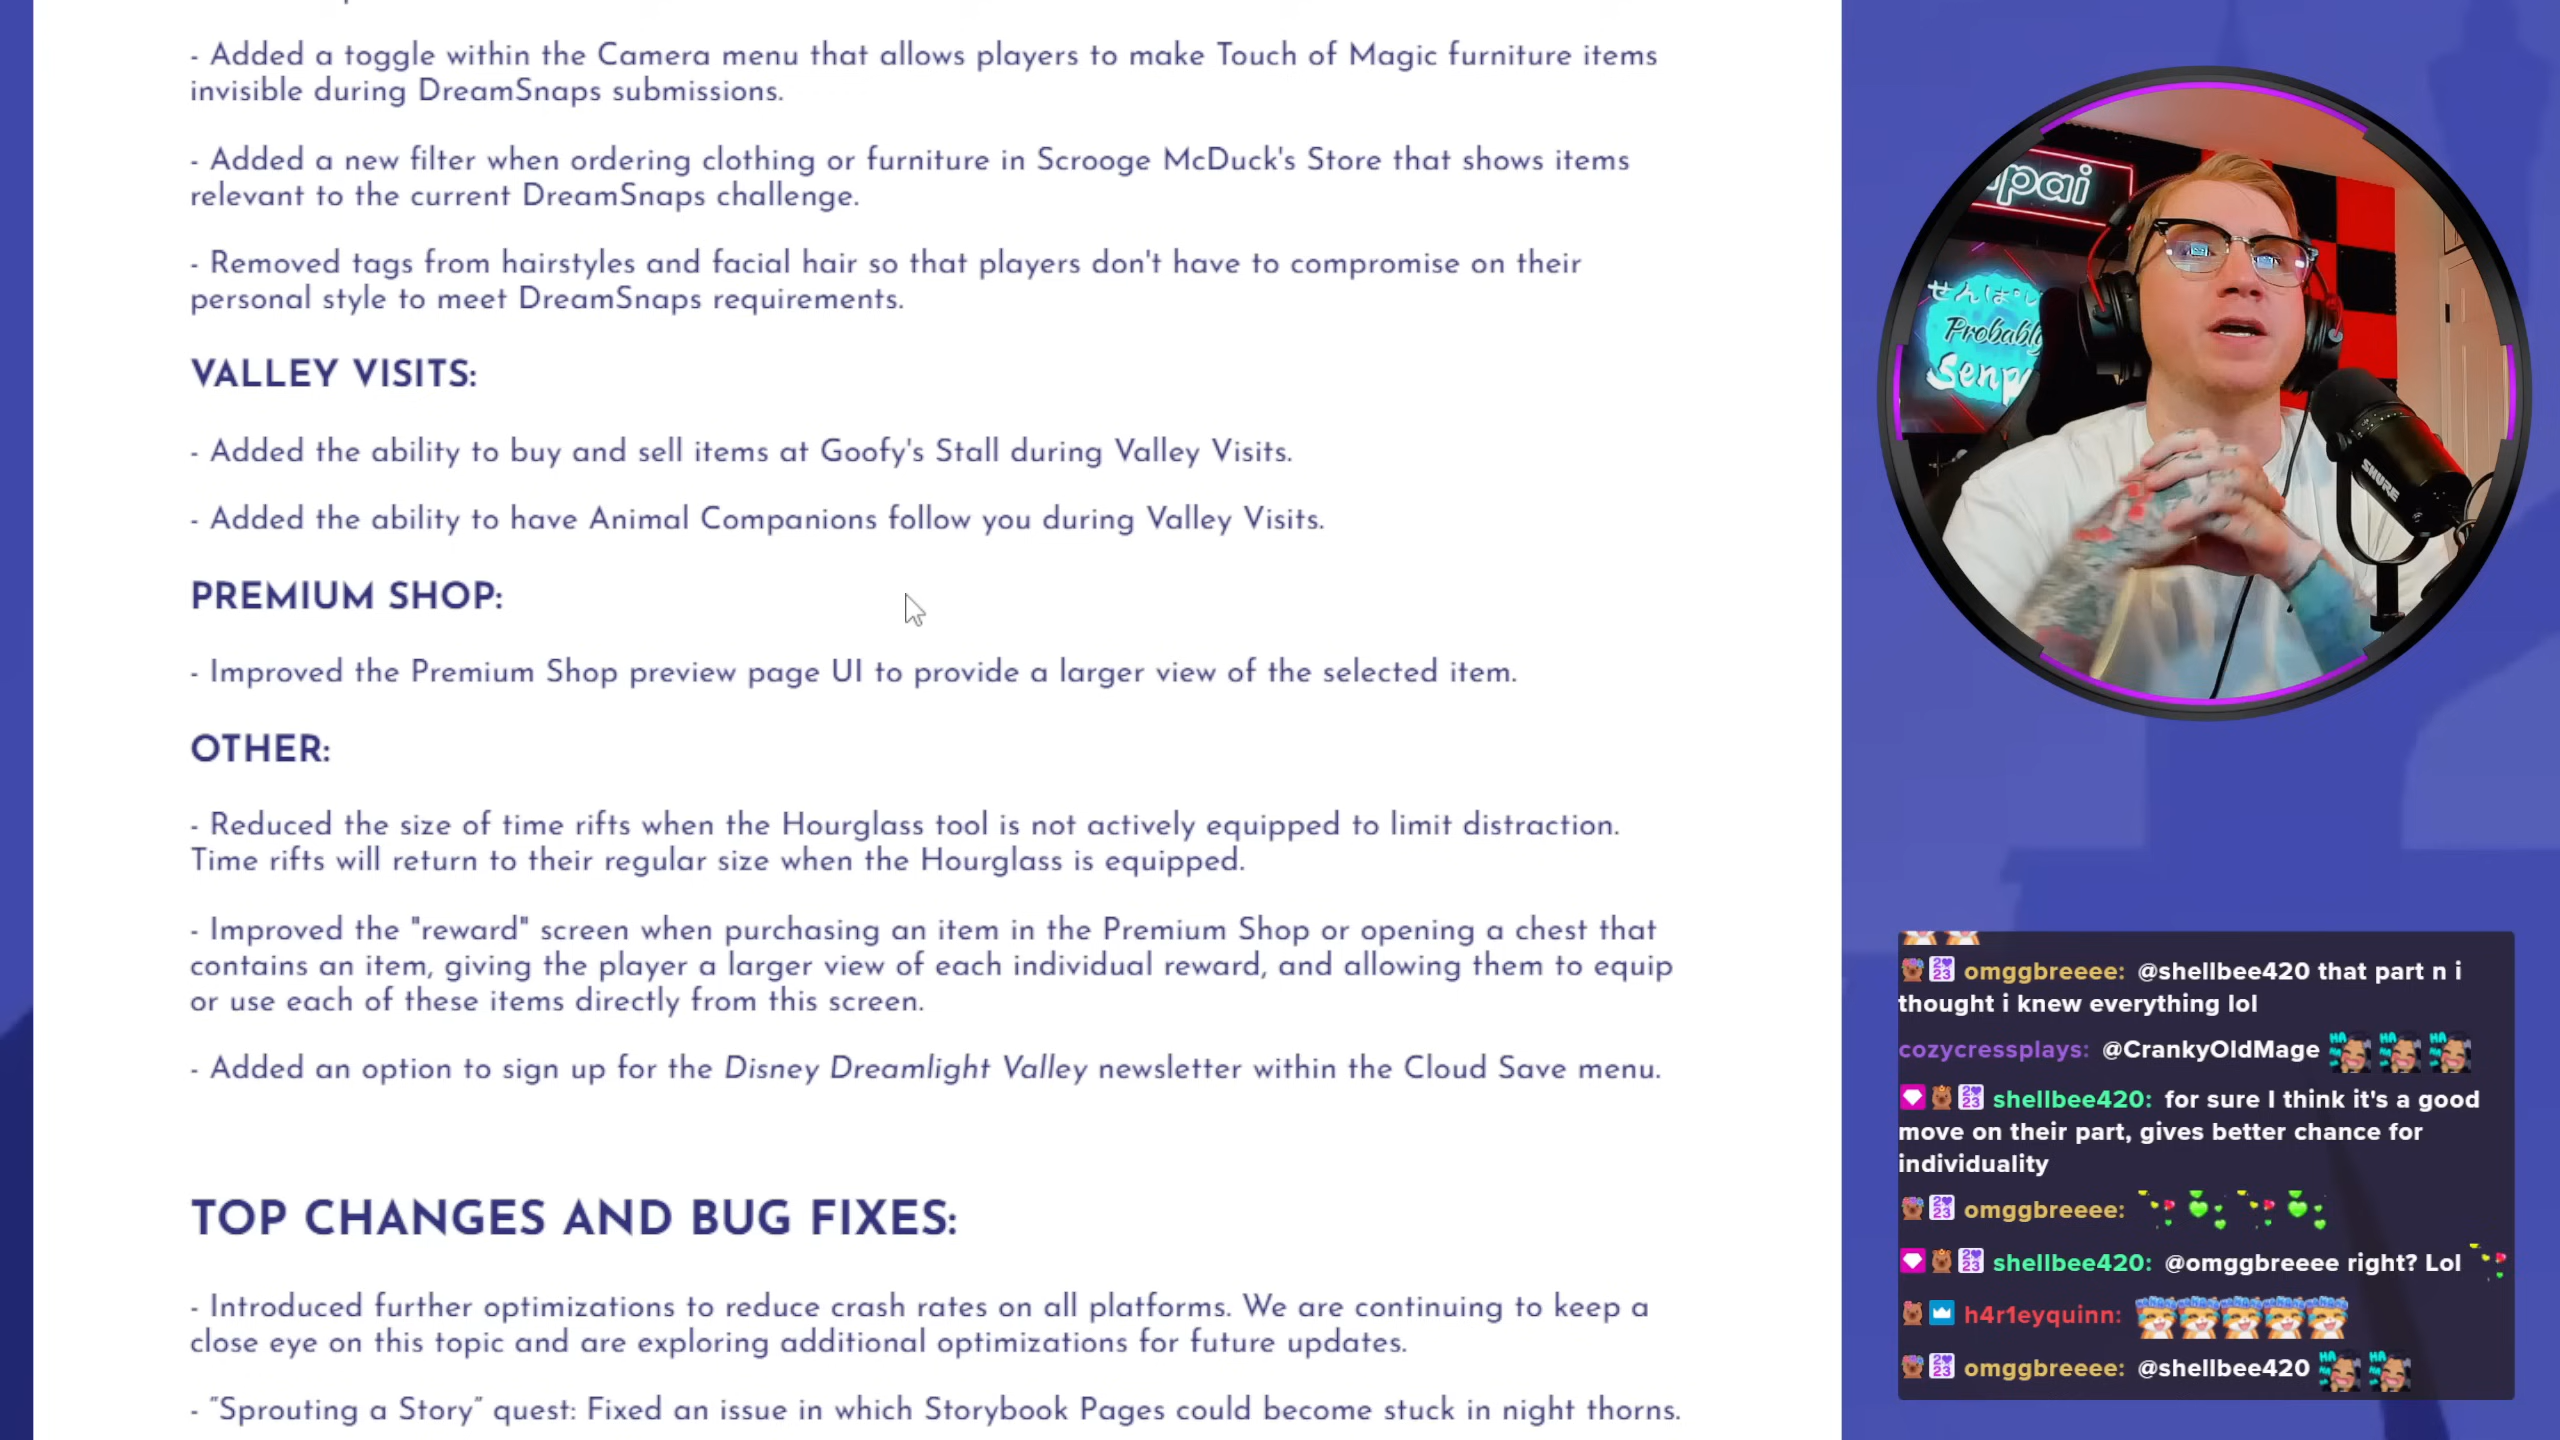 - Added a toggle within the Camera menu that allows players to make Touch of Magic furniture items
invisible during DreamSnaps submissions.
- Added a new filter when ordering clothing or furniture in Scrooge McDuck's Store that shows items
relevant to the current DreamSnaps challenge.
- Removed tags from hairstyles and facial hair so that players don't have to compromise on their
personal style to meet DreamSnaps requirements.
VALLEY VISITS:
- Added the ability to buy and sell items at Goofy's Stall during Valley Visits.
- Added the ability to have Animal Companions follow you during Valley Visits.
PREMIUM SHOP:
- Improved the Premium Shop preview page UI to provide a larger view of the selected item.
OTHER:
- Reduced the size of time rifts when the Hourglass tool is not actively equipped to limit distraction.
Time rifts will return to their regular size when the Hourglass is equipped.
- Improved the "reward" screen when purchasing an item in the Premium Shop or opening a chest that
contains an item, giving the player a larger view of each individual reward, and allowing them to equip
or use each of these items directly from this screen.
- Added an option to sign up for the Disney Dreamlight Valley newsletter within the Cloud Save menu.
TOP CHANGES AND BUG FIXES:
- Introduced further optimizations to reduce crash rates on all platforms. We are continuing to keep a
close eye on this topic and are exploring additional optimizations for future updates.
- "Sprouting a Story" quest: Fixed an issue in which Storybook Pages could become stuck in night thorns.
pai
せんぱい
Probably
Senp
SHURE
omggbreeee: @shellbee420 that part n i
thought i knew everything lol
cozycressplays: @CrankyOldMage
shellbee420: for sure I think it's a good
move on their part, gives better chance for
individuality
omggbreeee:
shellbee420: @omggbreeee right? Lol
h4r1eyquinn:
omggbreeee: @shellbee420